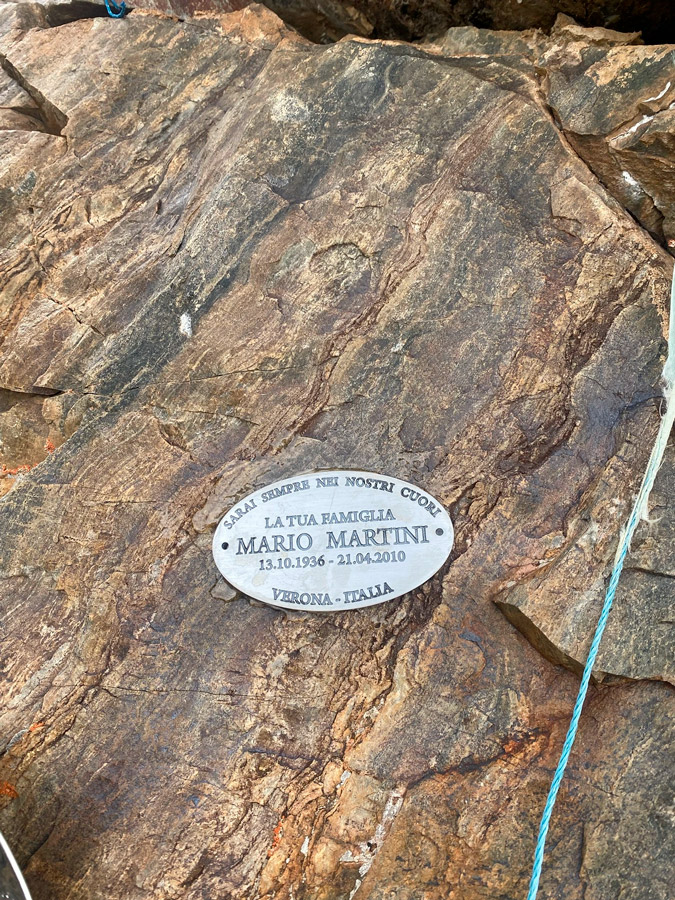 SARAI SEMPRE NEI NOSTRI CUORI
LA TUA FAMIGLIA
MARIO MARTINI
13.10.1936 - 21.04.2010
VERONA - ITALIA